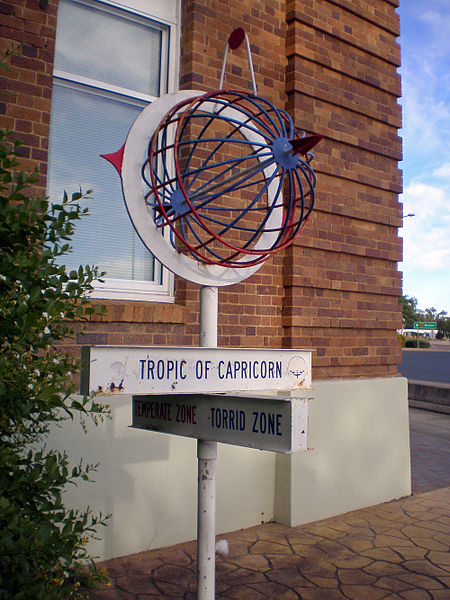 TROPIC OF CAPRICORN
TEMPERATE ZONE - TORRID ZONE